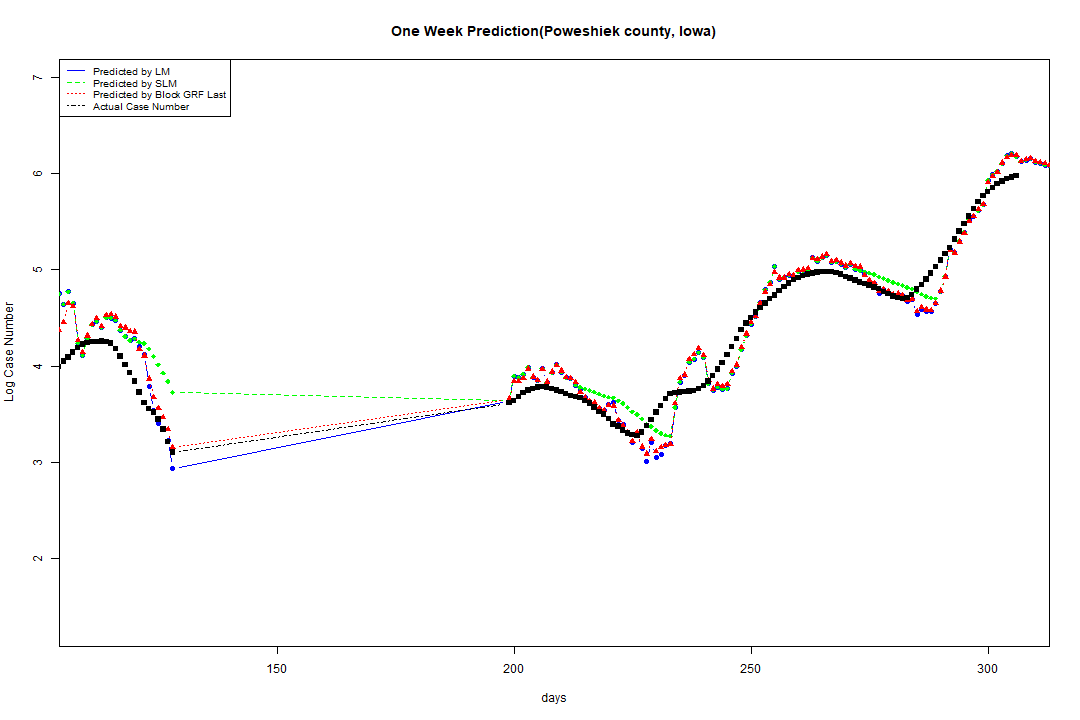 One Week Prediction(Poweshiek county, Iowa)
Predicted by LM
Predicted by SLM
Predicted by Block GRF Last
Actual Case Number
7
6
5
4
3
2
Log Case Number
150 200 250 300
days